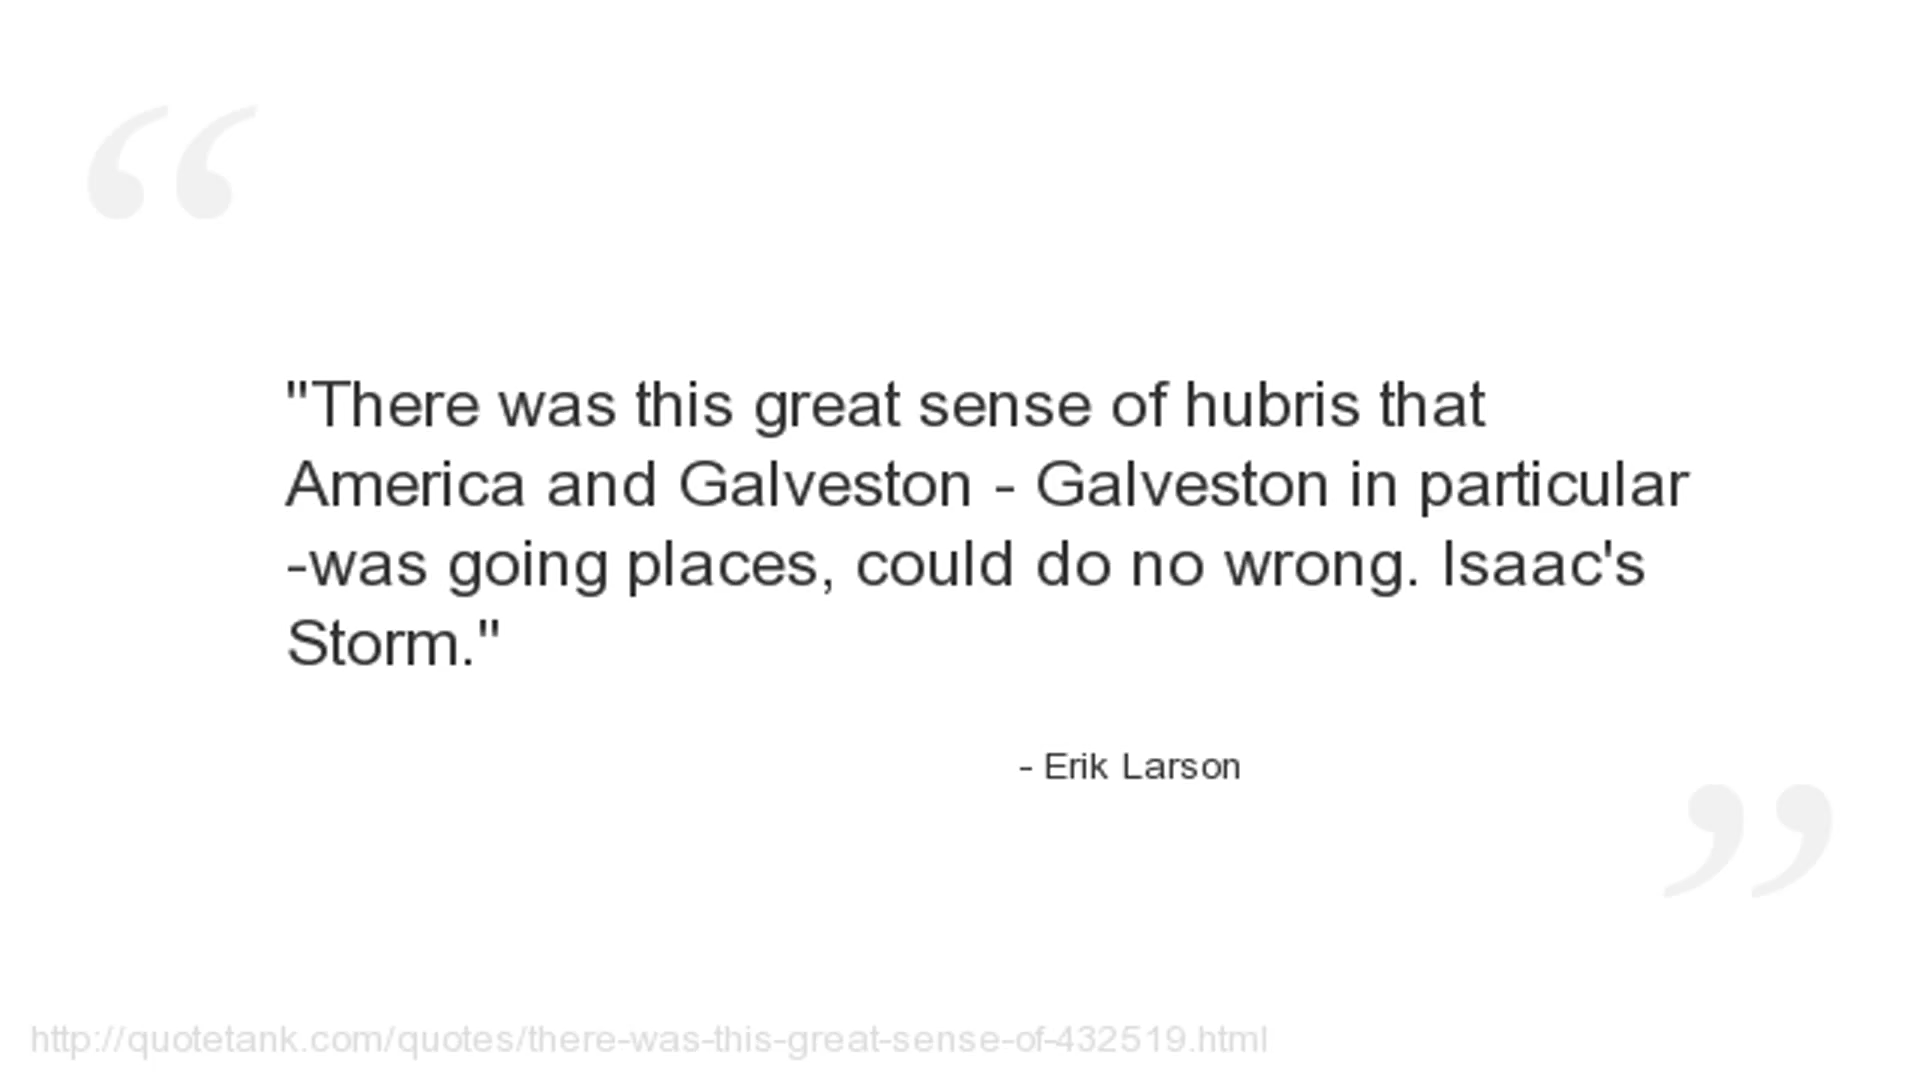 "There was this great sense of hubris that
America and Galveston - Galveston in particular
-was going places, could do no wrong. Isaac's
Storm."
- Erik Larson
http://quotetank.com/quotes/there-was-this-great-sense-of-432519.html